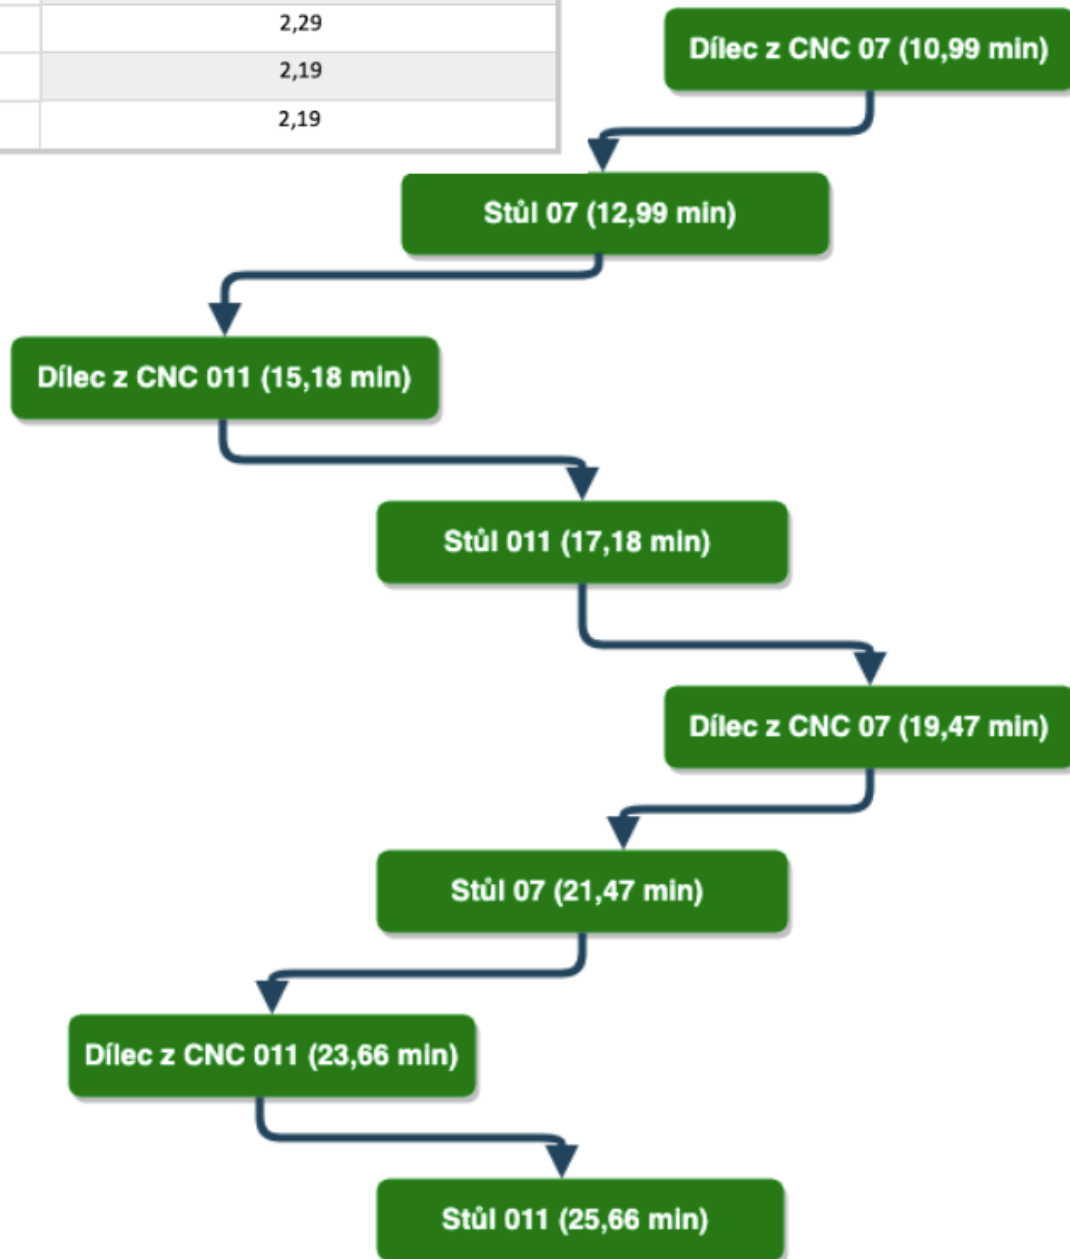 2,29
2,19
2,19
Dílec z CNC 07 (10,99 min)
Stůl 07 (12,99 min)
Dílec z CNC 011 (15,18 min)
Stůl 011 (17,18 min)
Dílec z CNC 07 (19,47 min)
Stůl 07 (21,47 min)
Dílec z CNC 011 (23,66 min)
Stůl 011 (25,66 min)